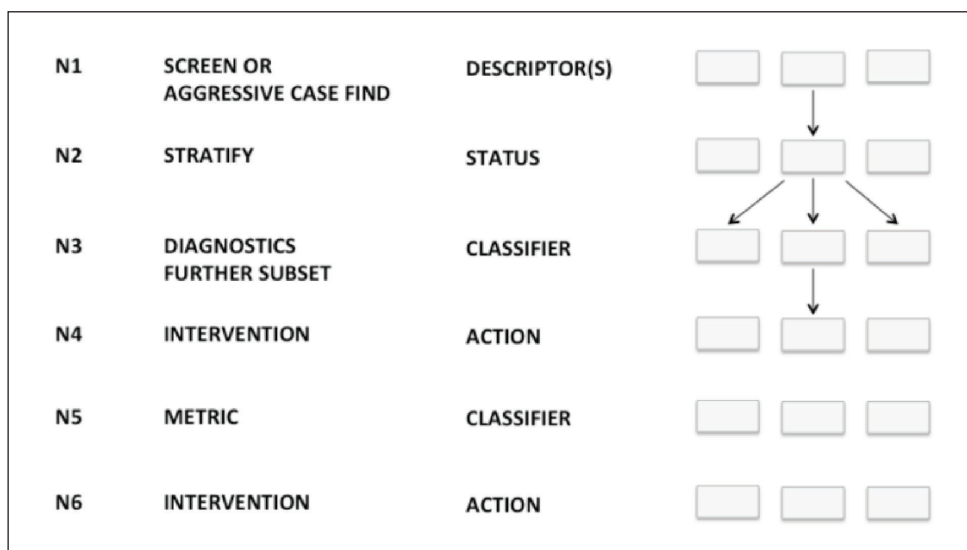 N1 SCREEN OR DESCRIPTOR(S)
AGGRESSIVE CASE FIND
N2 STRATIFY STATUS
N3 DIAGNOSTICS CLASSIFIER
FURTHER SUBSET
N4 INTERVENTION ACTION
N5 METRIC CLASSIFIER
N6 INTERVENTION ACTION